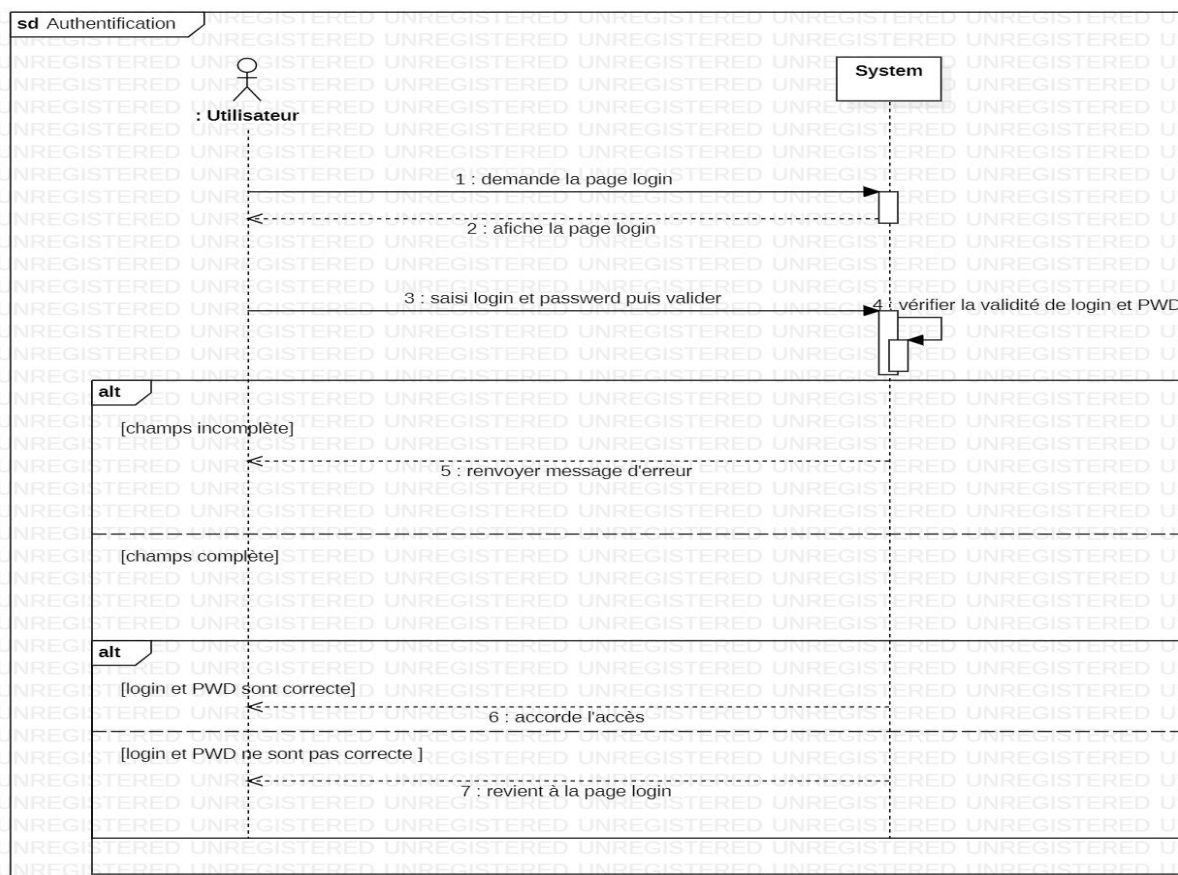 sd Authentification
: Utilisateur
System
1 : demande la page login
2 : afiche la page login
3 : saisi login et passwerd puis valider
4 : vérifier la validité de login et PWD
alt
[champs incomplète]
5 : renvoyer message d'erreur
[champs complète]
alt
[login et PWD sont correcte]
6 : accorde l'accès
[login et PWD ne sont pas correcte ]
7 : revient à la page login
UNREGISTERED